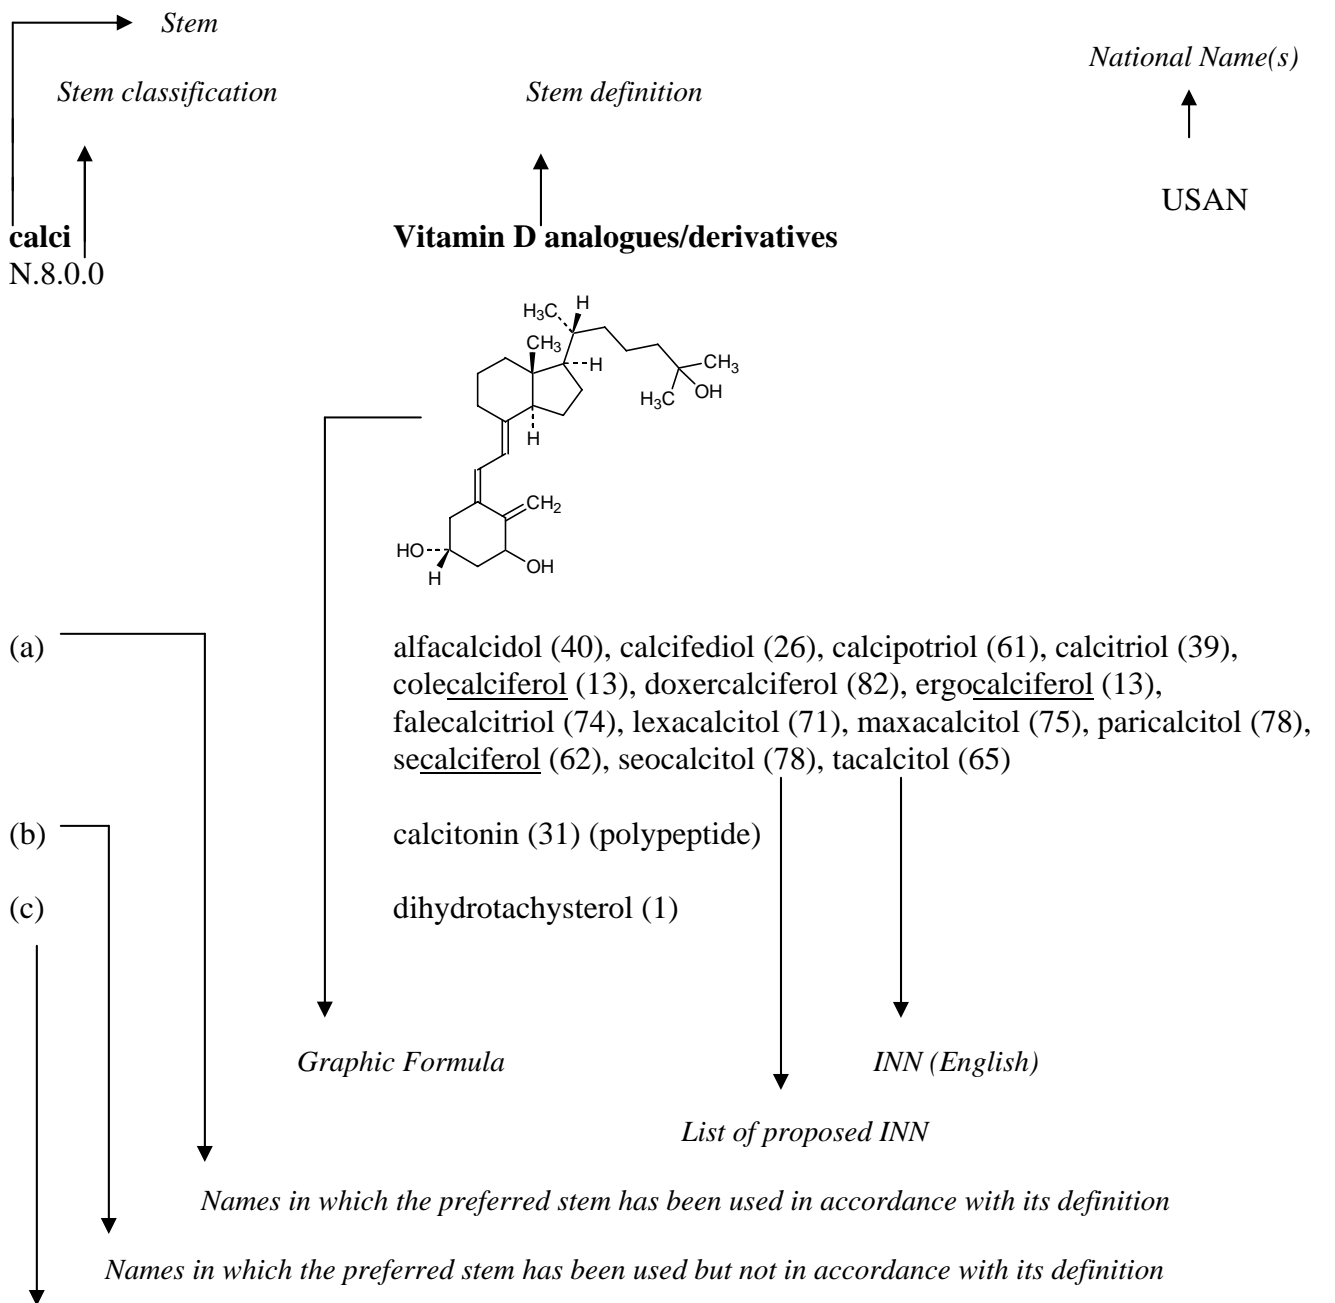 Stem
National Name(s)
Stem classification
Stem definition
USAN
calci
Vitamin D analogues/derivatives
N.8.0.0
H
H₃C
CH₃
H
CH₃
H₃C
OH
H
CH₂
HO
H
OH
(a)
alfacalcidol (40), calcifediol (26), calcipotriol (61), calcitriol (39),
colecalciferol (13), doxercalciferol (82), ergocalciferol (13),
falecalcitriol (74), lexacalcitol (71), maxacalcitol (75), paricalcitol (78),
secalciferol (62), seocalcitol (78), tacalcitol (65)
(b)
calcitonin (31) (polypeptide)
(c)
dihydrotachysterol (1)
Graphic Formula
INN (English)
List of proposed INN
Names in which the preferred stem has been used in accordance with its definition
Names in which the preferred stem has been used but not in accordance with its definition